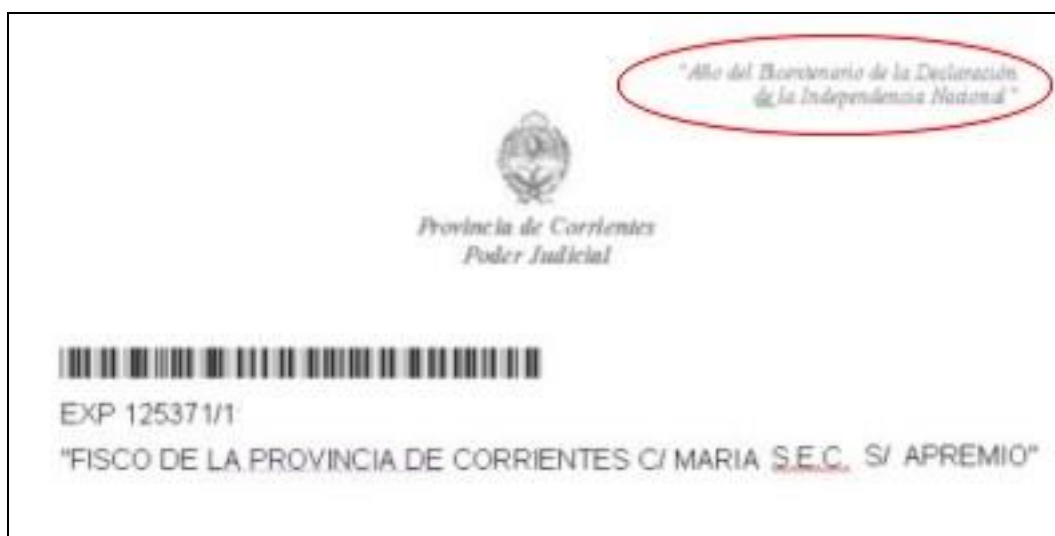 "Año del Bicentenario de la Declaración
de la Independencia Nacional"
Provincia de Corrientes
Poder Judicial
EXP 125371/1
"FISCO DE LA PROVINCIA DE CORRIENTES C/ MARIA S.E.C. S/ APREMIO"